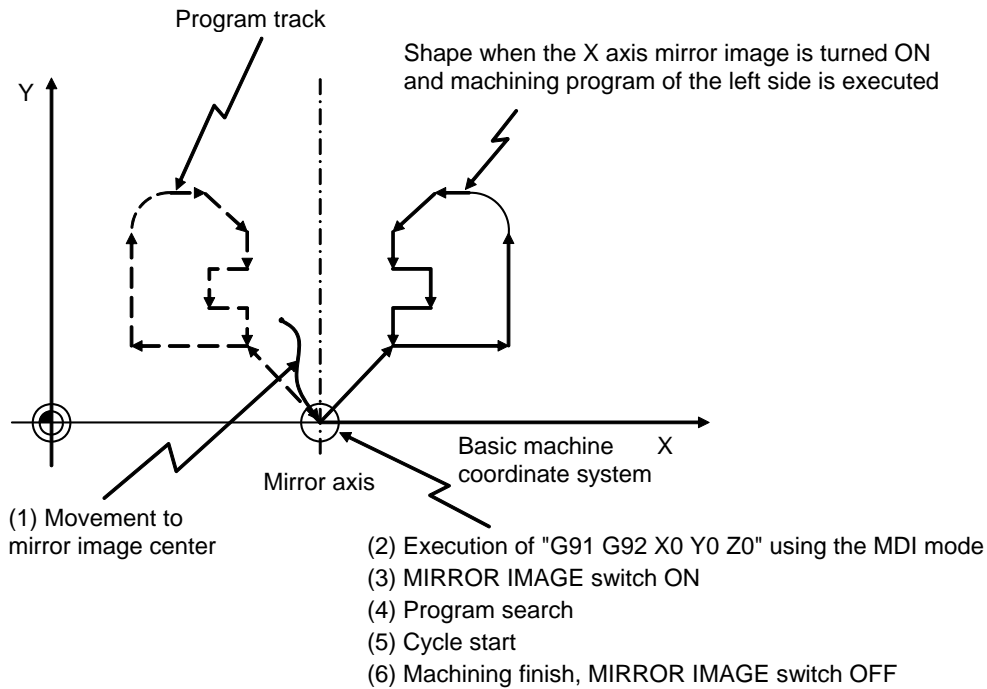 Program track
Shape when the X axis mirror image is turned ON
and machining program of the left side is executed
Y
Basic machine
coordinate system
X
Mirror axis
(1) Movement to
mirror image center
(2) Execution of "G91 G92 X0 Y0 Z0" using the MDI mode
(3) MIRROR IMAGE switch ON
(4) Program search
(5) Cycle start
(6) Machining finish, MIRROR IMAGE switch OFF